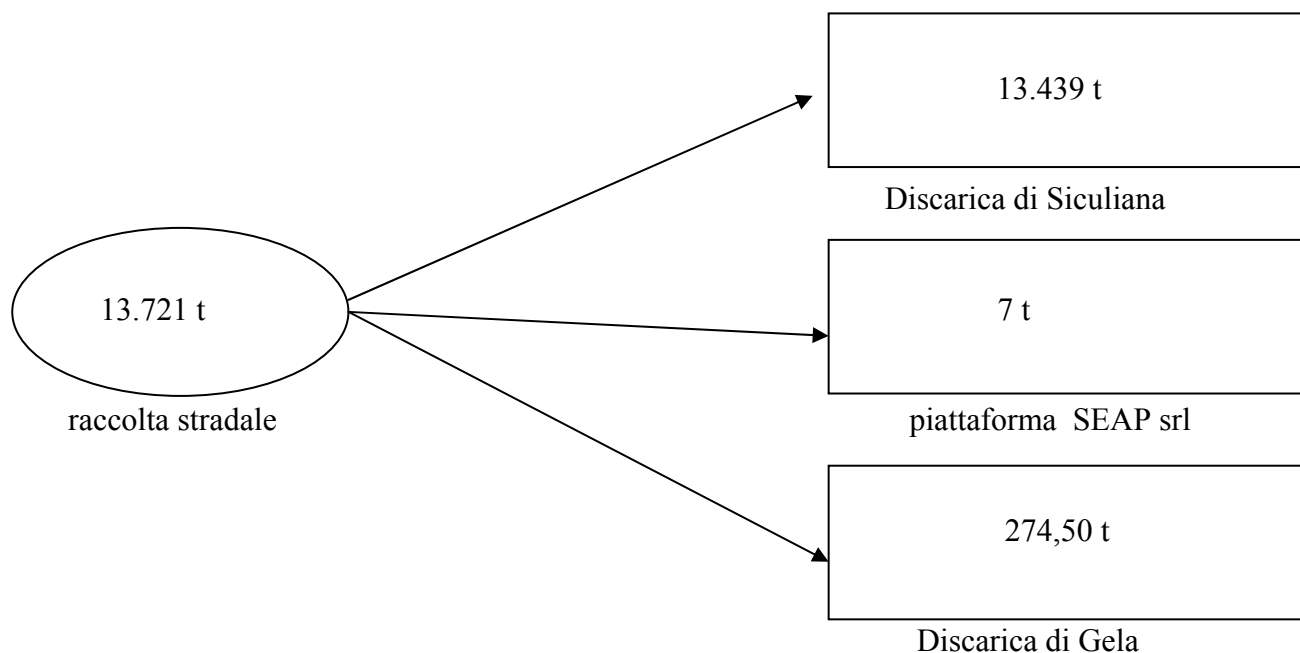 13.439 t
Discarica di Siculiana
13.721 t
raccolta stradale
7 t
piattaforma SEAP srl
274,50 t
Discarica di Gela